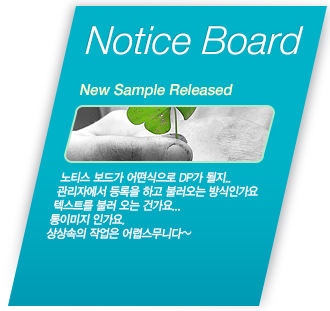 Notice Board
New Sample Released
노티스 보드가 어떤식으로 DP가 될지..
관리자에서 등록을 하고 불러오는 방식인가요
텍스트를 불러 오는 건가요...
통이미지 인가요.
상상속의 작업은 어렵스무니다~